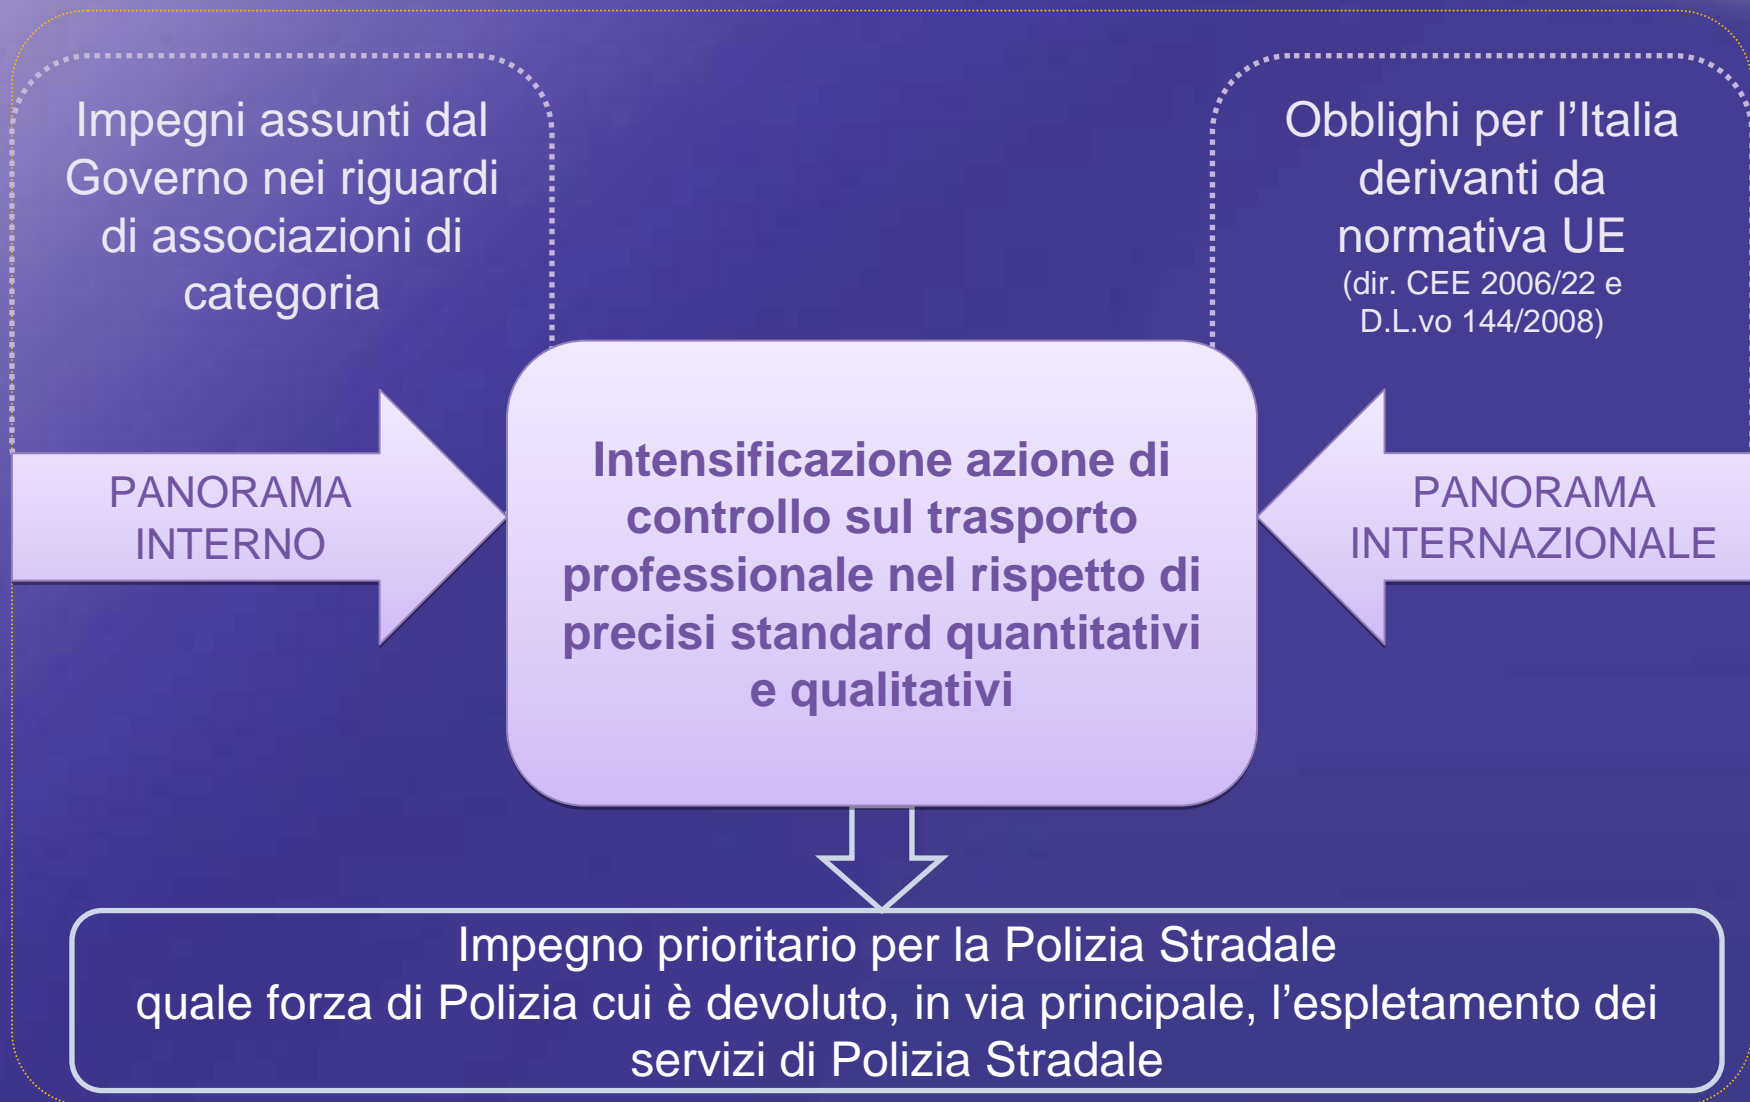 Impegni assunti dal
Governo nei riguardi
di associazioni di
categoria
Obblighi per l’Italia
derivanti da
normativa UE
(dir. CEE 2006/22 e
D.L.vo 144/2008)
PANORAMA
INTERNO
Intensificazione azione di
controllo sul trasporto
professionale nel rispetto di
precisi standard quantitativi
e qualitativi
PANORAMA
INTERNAZIONALE
Impegno prioritario per la Polizia Stradale
quale forza di Polizia cui è devoluto, in via principale, l’espletamento dei
servizi di Polizia Stradale